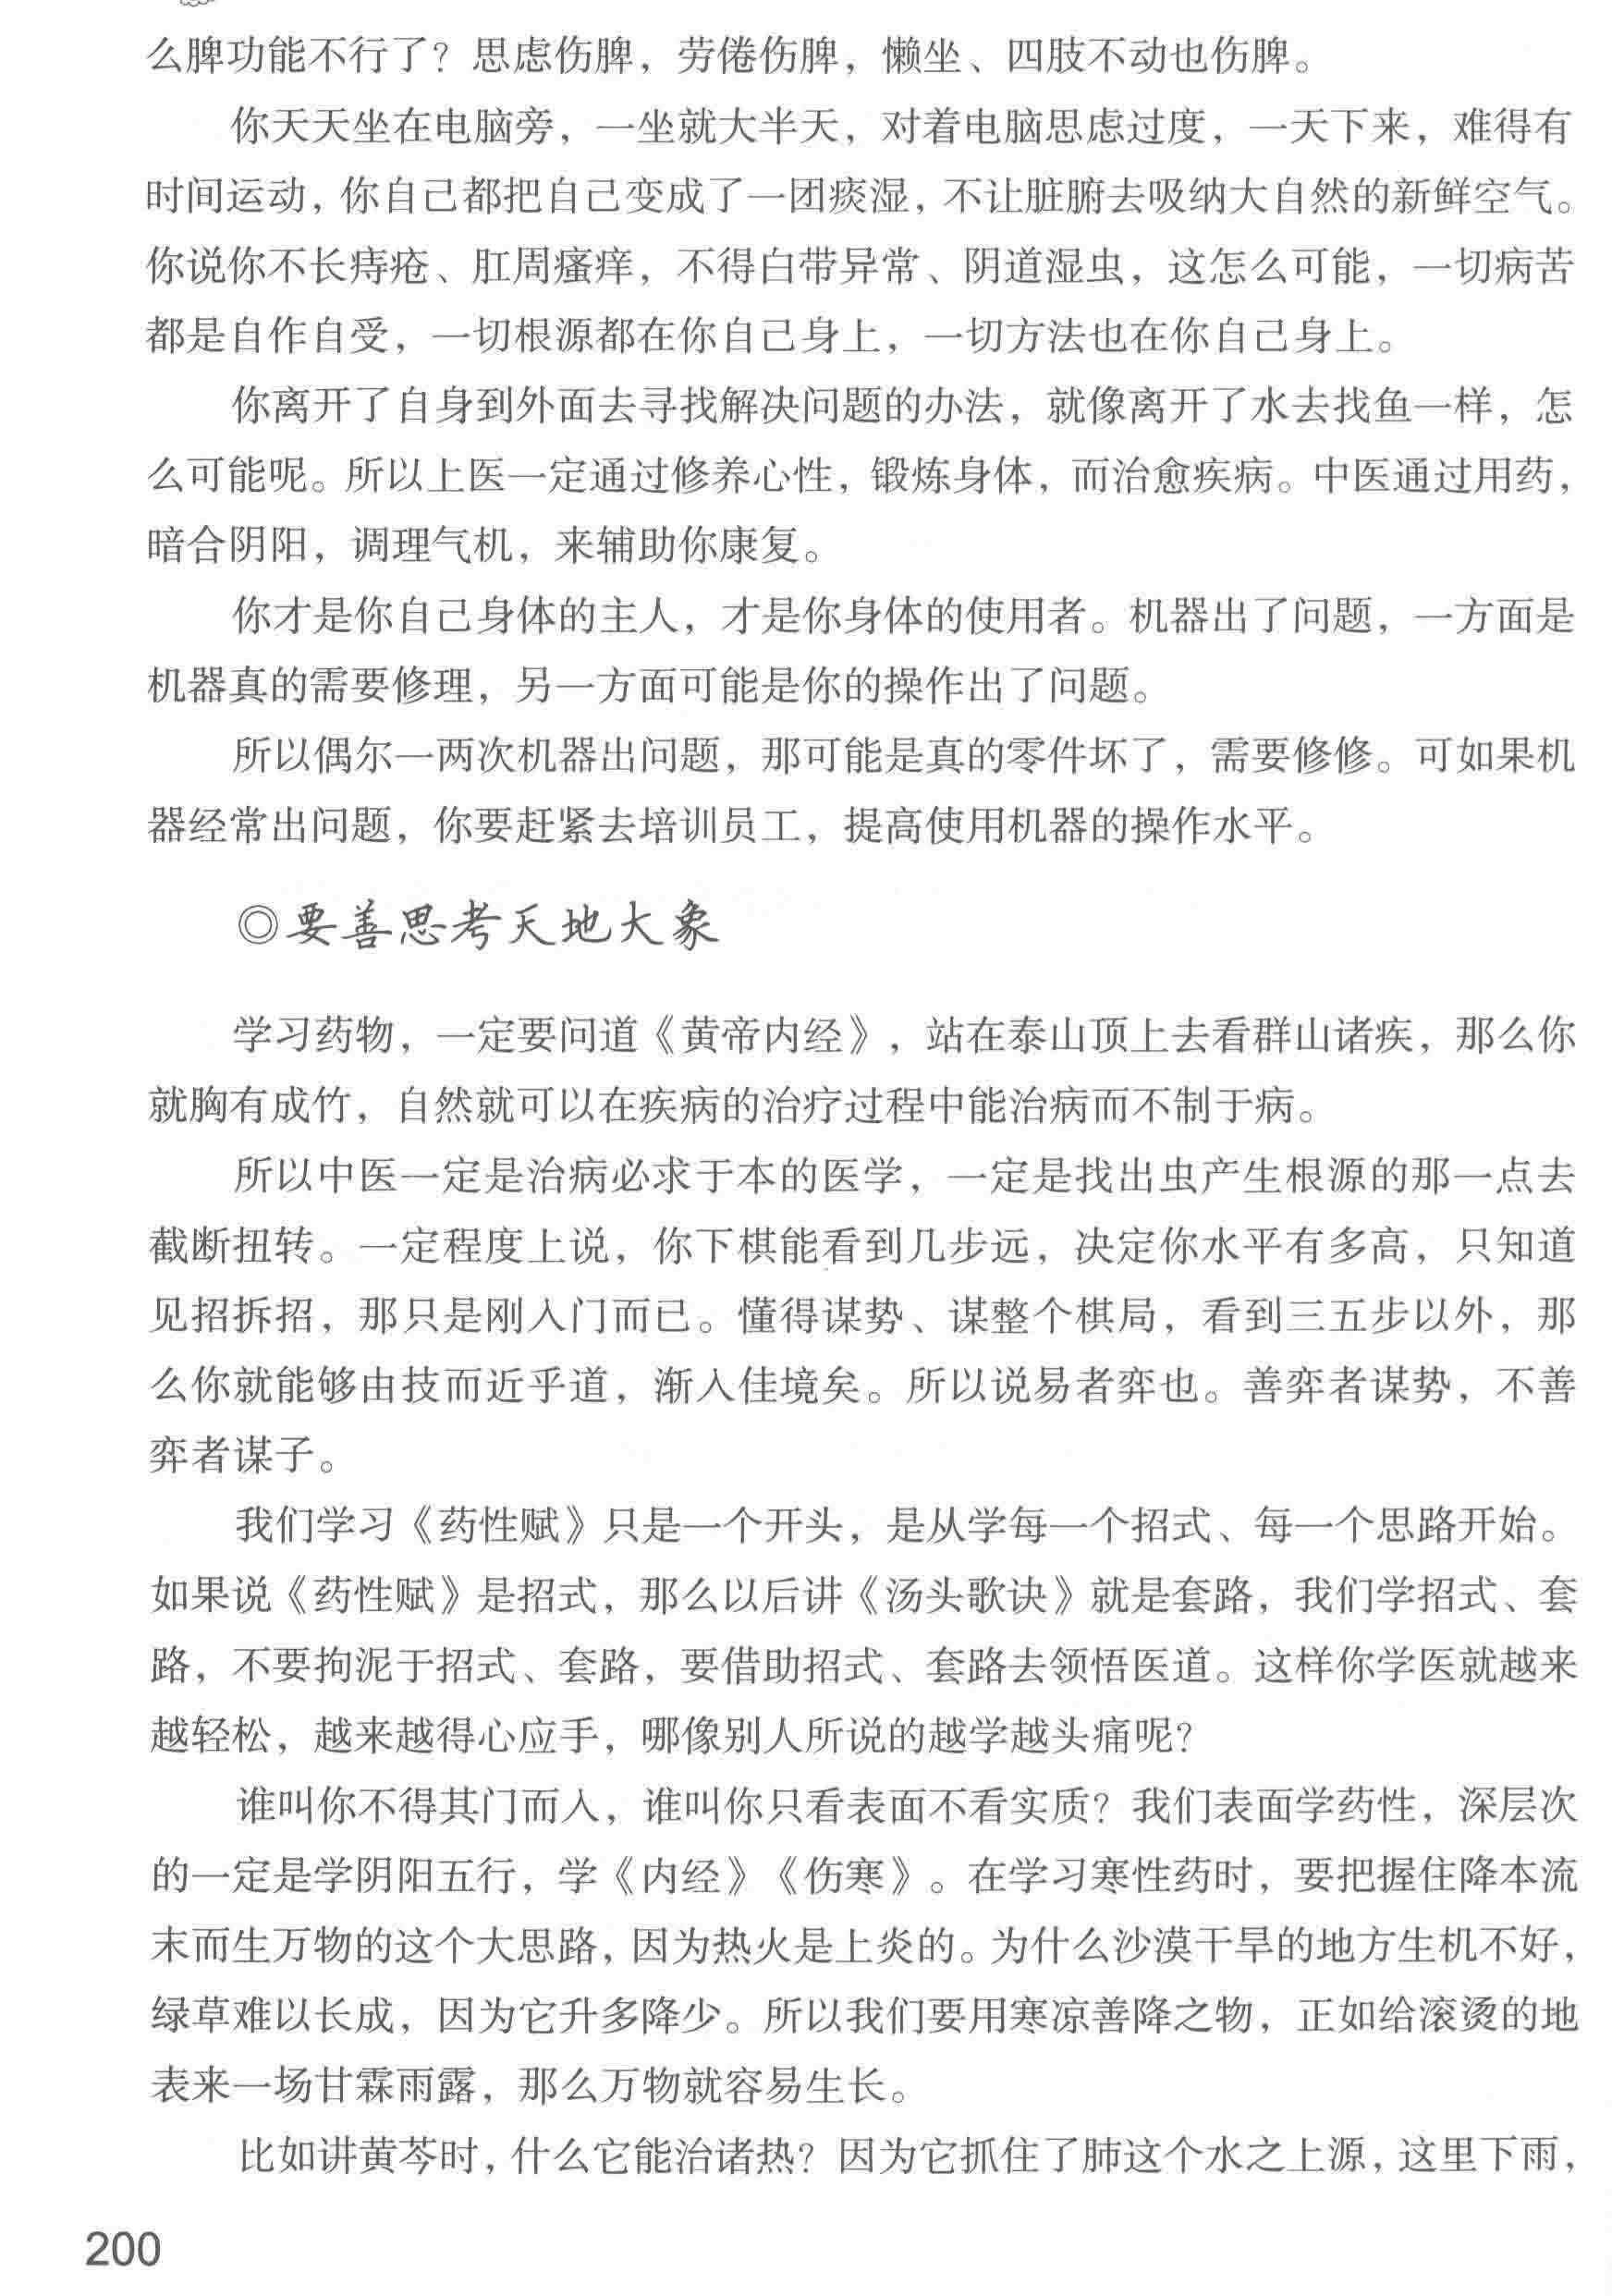 么脾功能不行了？思虑伤脾，劳倦伤脾，懒坐、四肢不动也伤脾。
你天天坐在电脑旁，一坐就大半天，对着电脑思虑过度，一天下来，难得有
时间运动，你自己都把自己变成了一团痰湿，不让脏腑去吸纳大自然的新鲜空气。
你说你不长痔疮、肛周瘙痒，不得白带异常、阴道湿虫，这怎么可能，一切病苦
都是自作自受，一切根源都在你自己身上，一切方法也在你自己身上。
你离开了自身到外面去寻找解决问题的办法，就像离开了水去找鱼一样，怎
么可能呢。所以上医一定通过修养心性，锻炼身体，而治愈疾病。中医通过用药，
暗合阴阳，调理气机，来辅助你康复。
你才是你自己身体的主人，才是你身体的使用者。机器出了问题，一方面是
机器真的需要修理，另一方面可能是你的操作出了问题。
所以偶尔一两次机器出问题，那可能是真的零件坏了，需要修修。可如果机
器经常出问题，你要赶紧去培训员工，提高使用机器的操作水平。
◎要善思考天地大象
学习药物，一定要问道《黄帝内经》，站在泰山顶上去看群山诸疾，那么你
就胸有成竹，自然就可以在疾病的治疗过程中能治病而不制于病。
所以中医一定是治病必求于本的医学，一定是找出虫产生根源的那一点去
截断扭转。一定程度上说，你下棋能看到几步远，决定你水平有多高，只知道
见招拆招，那只是刚入门而已。懂得谋势、谋整个棋局，看到三五步以外，那
么你就能够由技而近乎道，渐入佳境矣。所以说易者弈也。善弈者谋势，不善
弈者谋子。
我们学习《药性赋》只是一个开头，是从学每一个招式、每一个思路开始。
如果说《药性赋》是招式，那么以后讲《汤头歌诀》就是套路，我们学招式、套
路，不要拘泥于招式、套路，要借助招式、套路去领悟医道。这样你学医就越来
越轻松，越来越得心应手，哪像别人所说的越学越头痛呢？
谁叫你不得其门而入，谁叫你只看表面不看实质？我们表面学药性，深层次
的一定是学阴阳五行，学《内经》《伤寒》。在学习寒性药时，要把握住降本流
末而生万物的这个大思路，因为热火是上炎的。为什么沙漠干旱的地方生机不好，
绿草难以长成，因为它升多降少。所以我们要用寒凉善降之物，正如给滚烫的地
表来一场甘霖雨露，那么万物就容易生长。
比如讲黄芩时，什么它能治诸热？因为它抓住了肺这个水之上源，这里下雨，
200